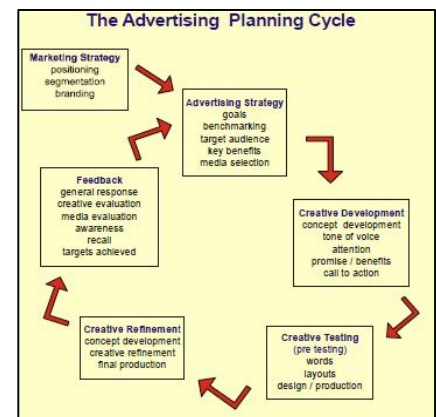 The Advertising Planning Cycle
Marketing Strategy
positioning
segmentation
branding
Advertising Strategy
goals
benchmarking
target audience
key benefits
media selection
Creative Development
concept development
tone of voice
attention
promise / benefits
call to action
Creative Testing
(pre testing)
words
layouts
design / production
Creative Refinement
concept development
creative refinement
final production
Feedback
general response
creative evaluation
media evaluation
awareness
recall
targets achieved